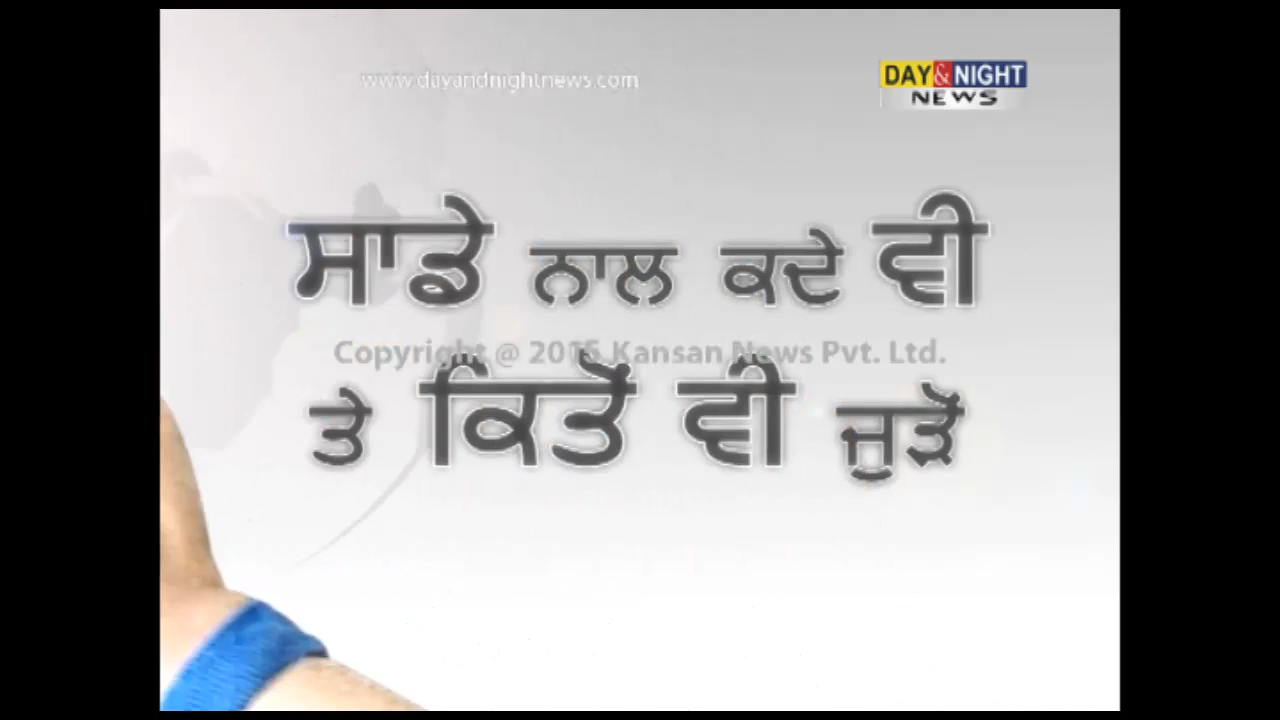 www.dayandnightnews.com
DAY&NIGHT
NEWS
ਸਾਡੇ ਨਾਲ ਕਦੇ ਵੀ
Copyright @ 2015 Kansan News Pvt. Ltd.
ਤੇ ਕਿਤੋਂ ਵੀ ਜੁੜੋਂ